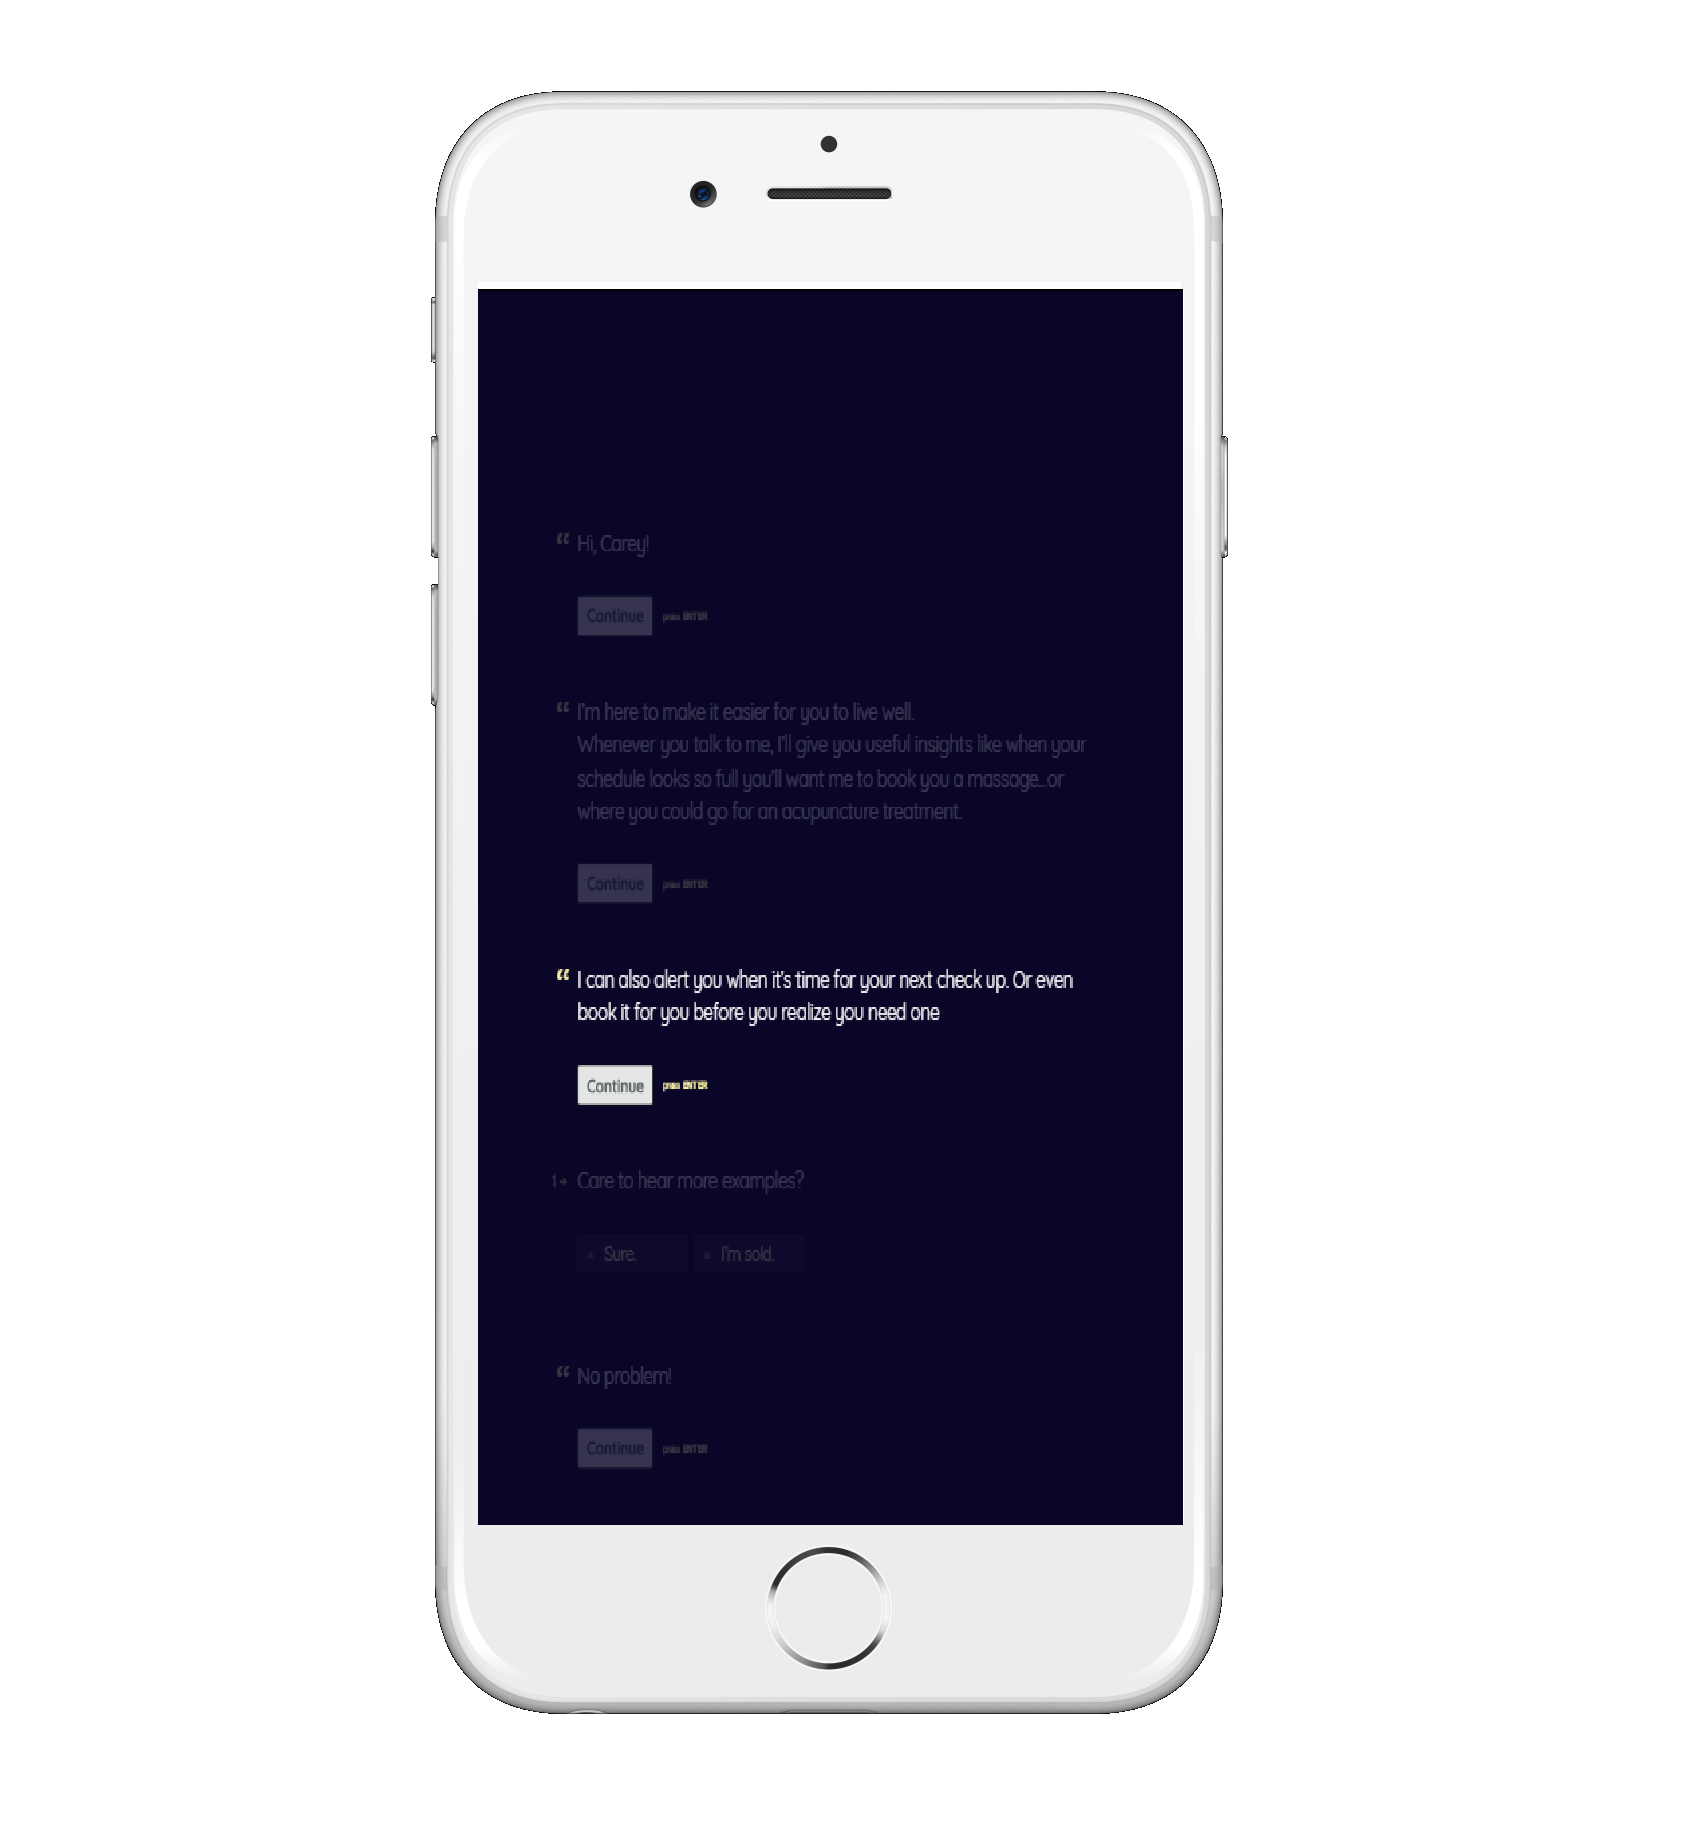 “ Hi, Carey!
Continue press ENTER
“ I'm here to make it easier for you to live well.
Whenever you talk to me, I'll give you useful insights like when your
schedule looks so full you'll want me to book you a massage...or
where you could go for an acupuncture treatment.
Continue press ENTER
“ I can also alert you when it's time for your next check up. Or even
book it for you before you realize you need one
Continue press ENTER
1 → Care to hear more examples?
A Sure. B I'm sold.
“ No problem!
Continue press ENTER